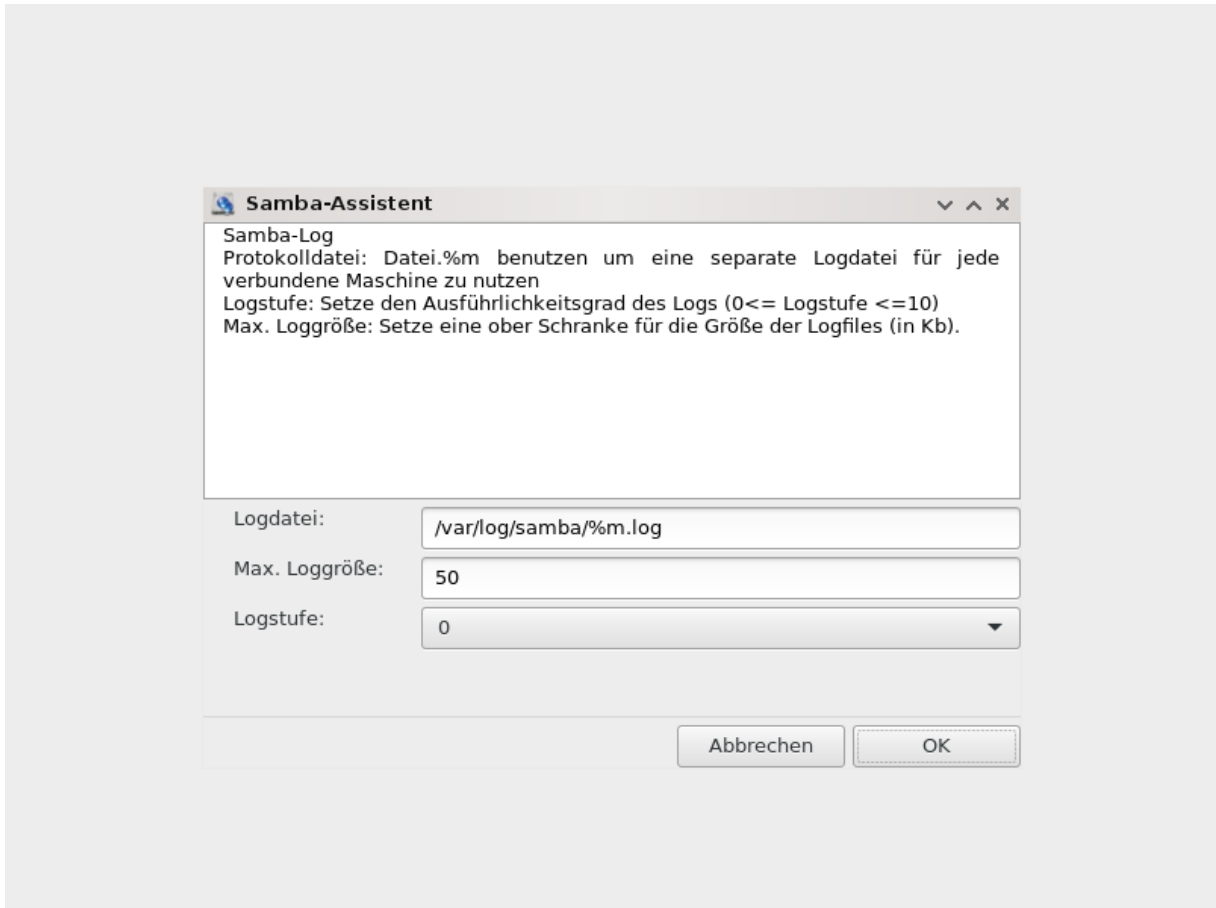 Samba-Assistent
Samba-Log
Protokolldatei: Datei.%m benutzen um eine separate Logdatei für jede
verbundene Maschine zu nutzen
Logstufe: Setze den Ausführlichkeitsgrad des Logs (0<= Logstufe <=10)
Max. Loggröße: Setze eine ober Schranke für die Größe der Logfiles (in Kb).
Logdatei: /var/log/samba/%m.log
Max. Loggröße: 50
Logstufe: 0
Abbrechen OK